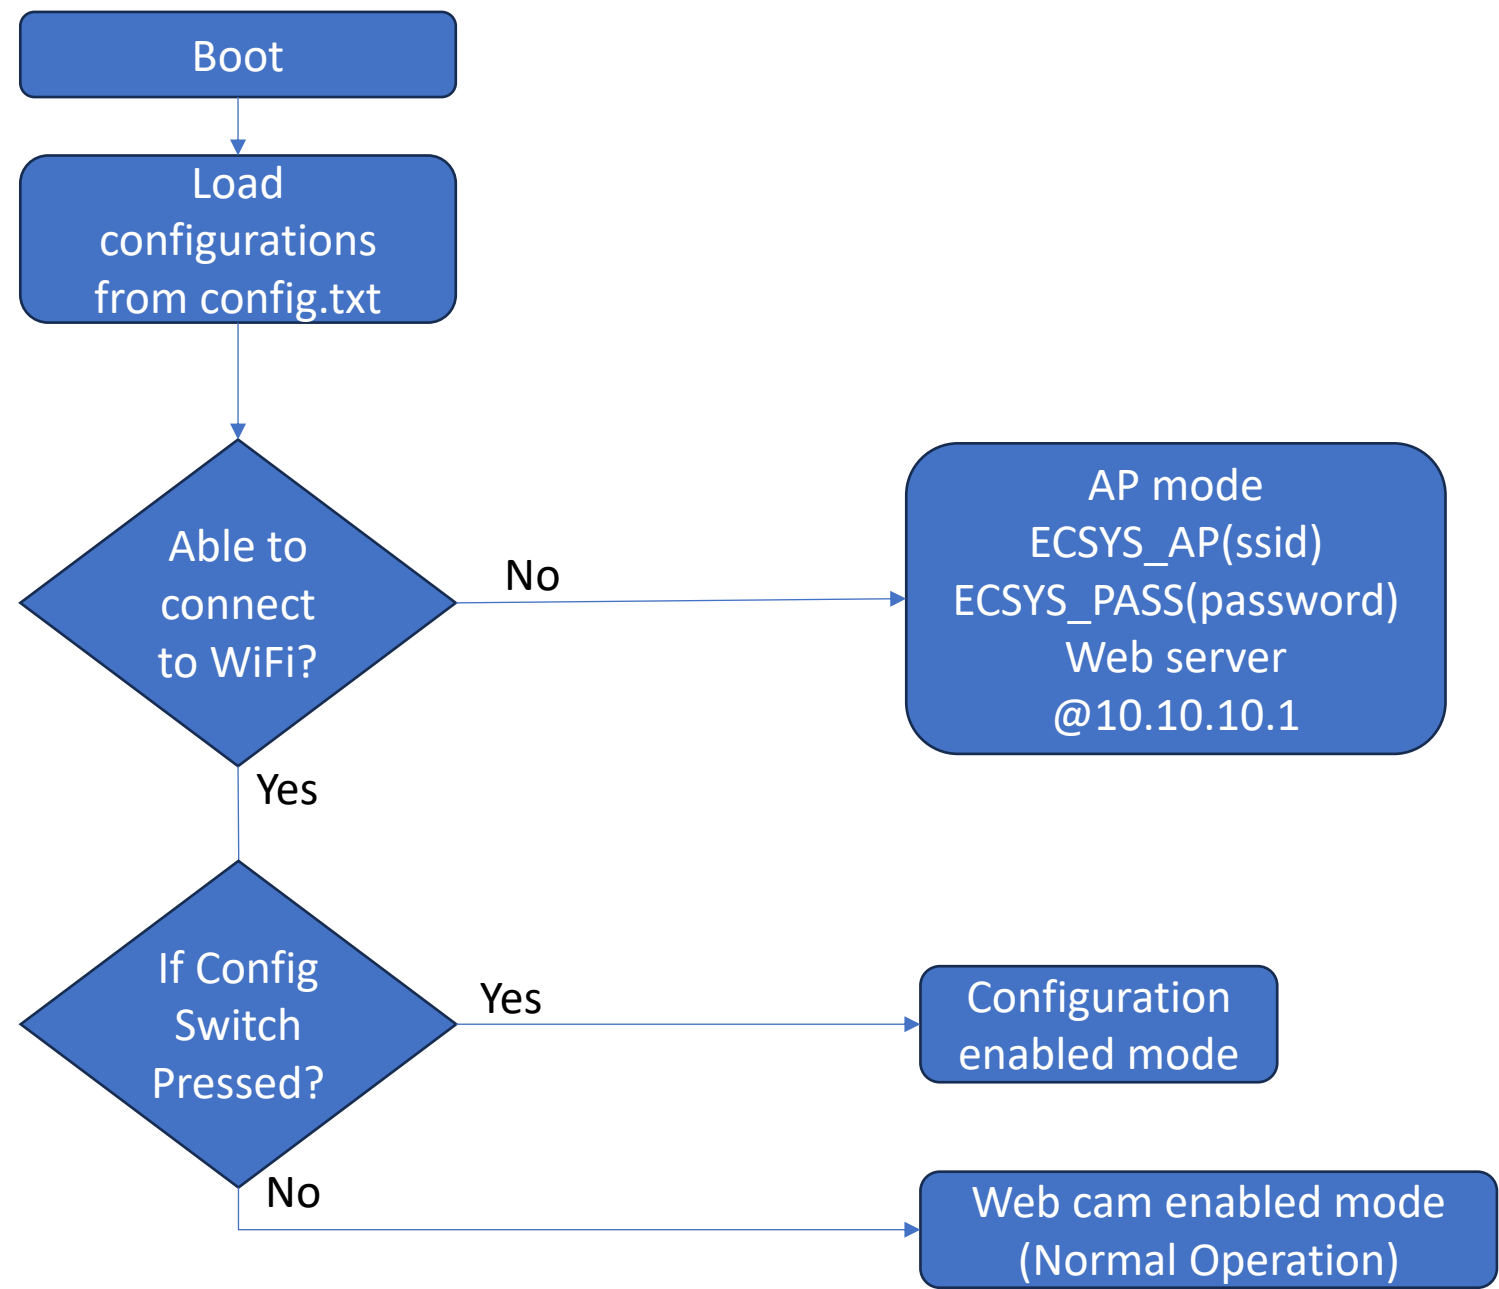 Boot
Load
configurations
from config.txt
Able to
connect
to WiFi?
No
AP mode
ECSYS_AP(ssid)
ECSYS_PASS(password)
Web server
@10.10.10.1
Yes
If Config
Switch
Pressed?
Yes
Configuration
enabled mode
No
Web cam enabled mode
(Normal Operation)